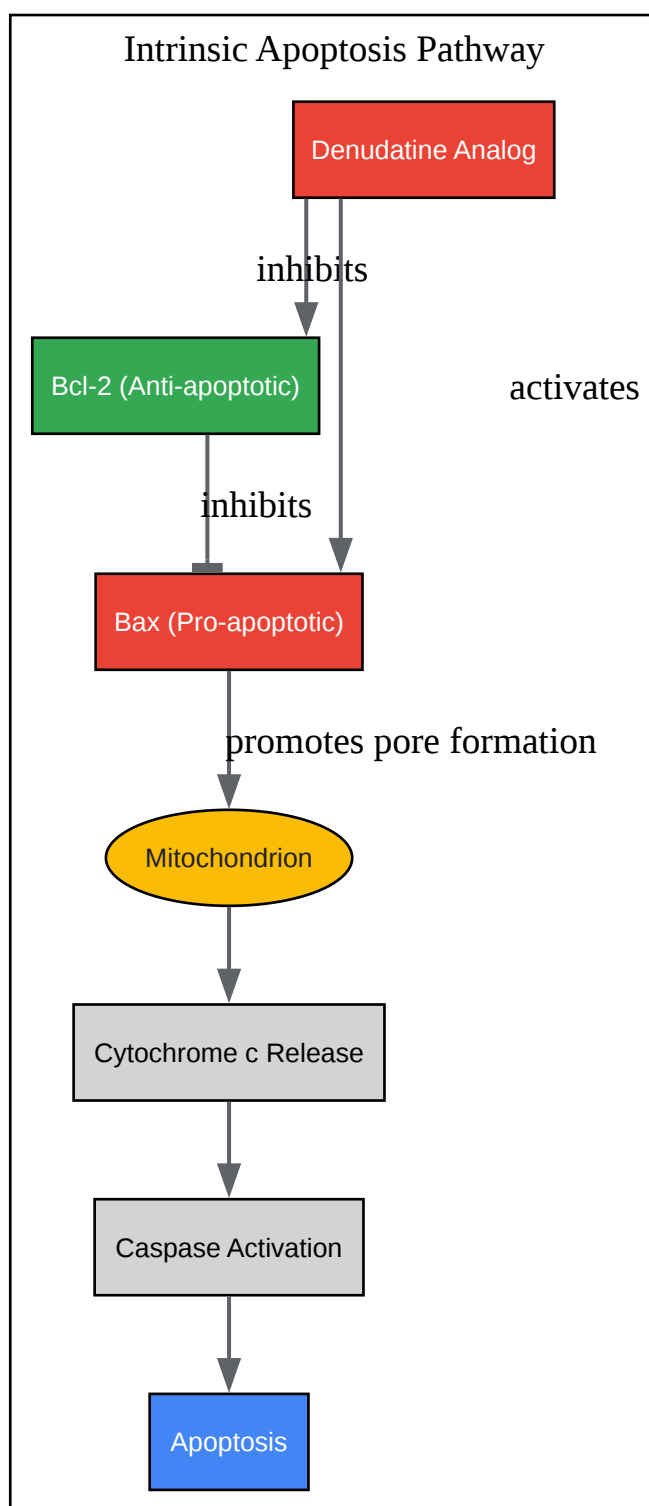 Intrinsic Apoptosis Pathway
Denudatine Analog
inhibits
Bcl-2 (Anti-apoptotic)
activates
inhibits
Bax (Pro-apoptotic)
promotes pore formation
Mitochondrion
Cytochrome c Release
Caspase Activation
Apoptosis